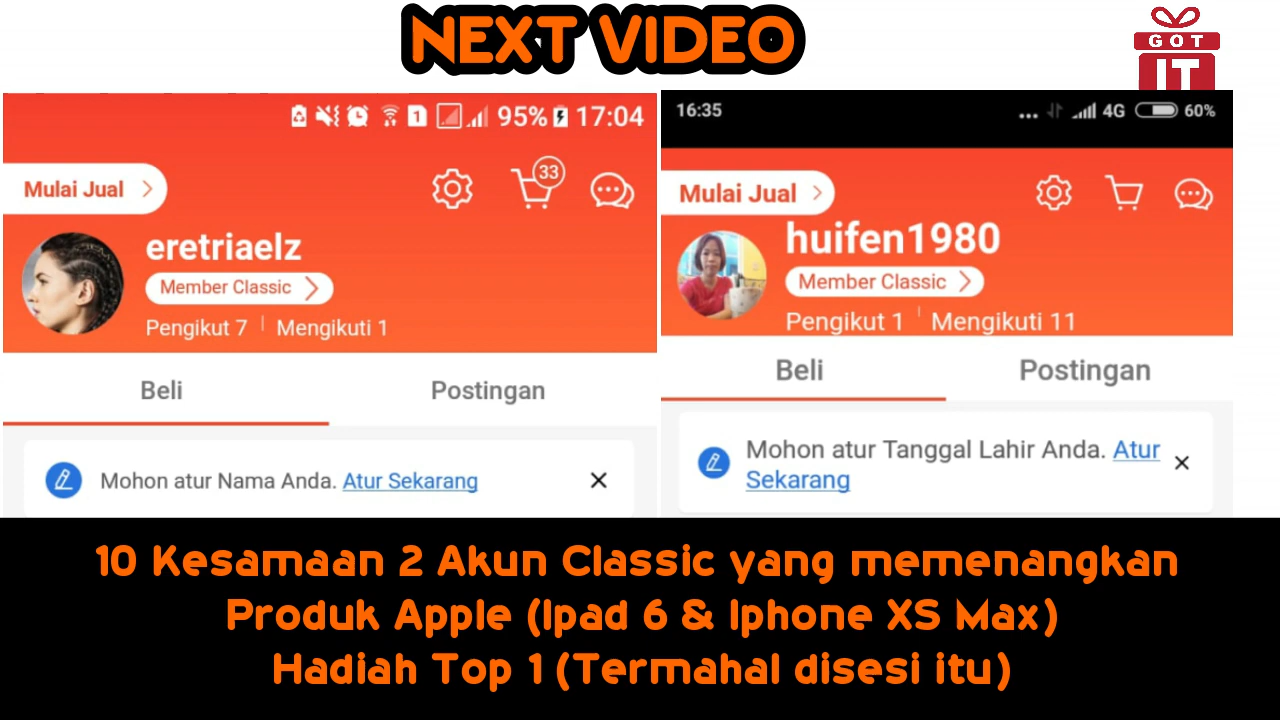 NEXT VIDEO
GOT
IT
95% 17:04
1
Mulai Jual
33
eretriaelz
Member Classic
Pengikut 7 Mengikuti 1
Beli Postingan
Mohon atur Nama Anda. Atur Sekarang
16:35 ... 4G 60%
Mulai Jual
huifen1980
Member Classic
Pengikut 1 Mengikuti 11
Beli Postingan
Mohon atur Tanggal Lahir Anda. Atur
Sekarang
10 Kesamaan 2 Akun Classic yang memenangkan
Produk Apple (Ipad 6 & Iphone XS Max)
Hadiah Top 1 (Termahal disesi itu)